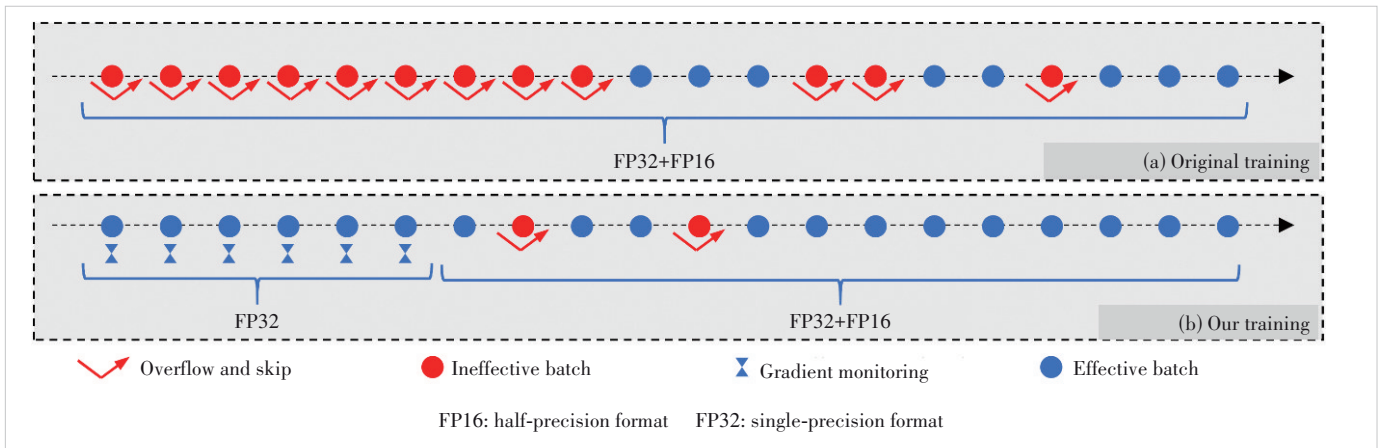 FP32+FP16
(a) Original training
FP32
FP32+FP16
(b) Our training
Overflow and skip
Ineffective batch
Gradient monitoring
Effective batch
FP16: half-precision format FP32: single-precision format